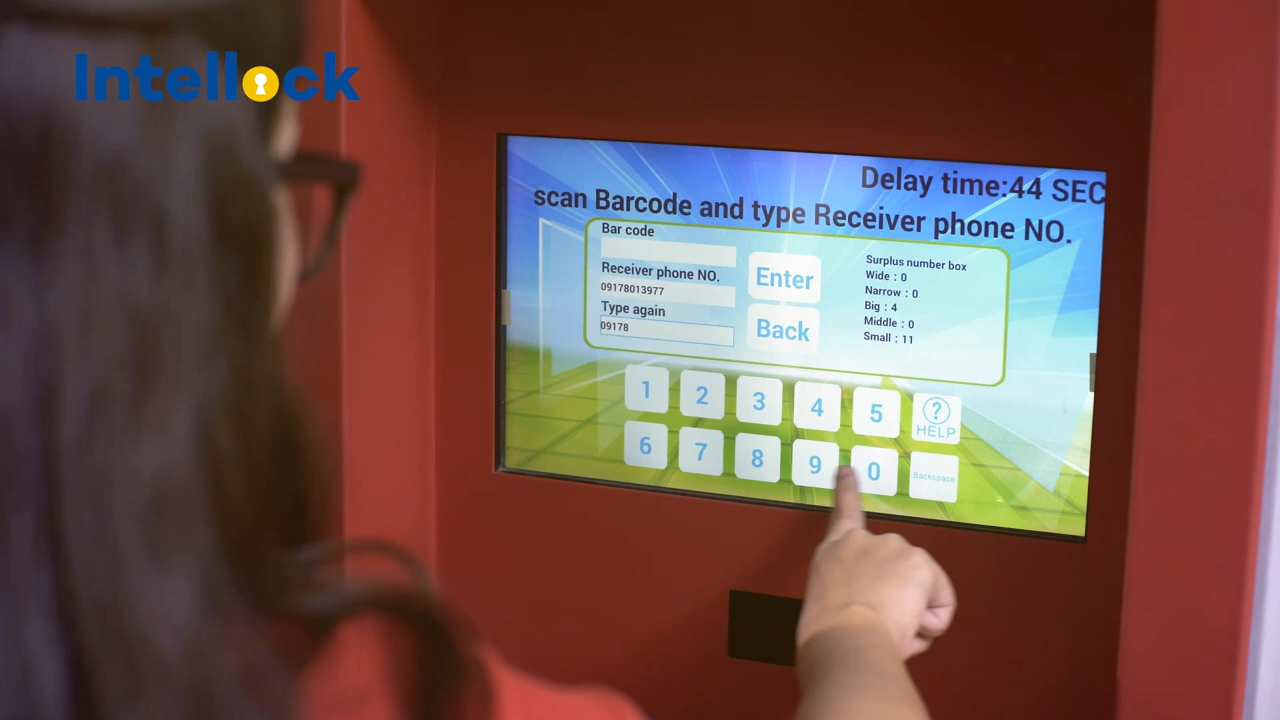 Intellock
Delay time:44 SEC
scan Barcode and type Receiver phone NO.
Bar code
Receiver phone NO.
09178013977
Type again
09178
Enter
Back
Surplus number box
Wide : 0
Narrow : 0
Big : 4
Middle : 0
Small : 11
1 2 3 4 5 ? HELP
6 7 8 9 0 Backspace